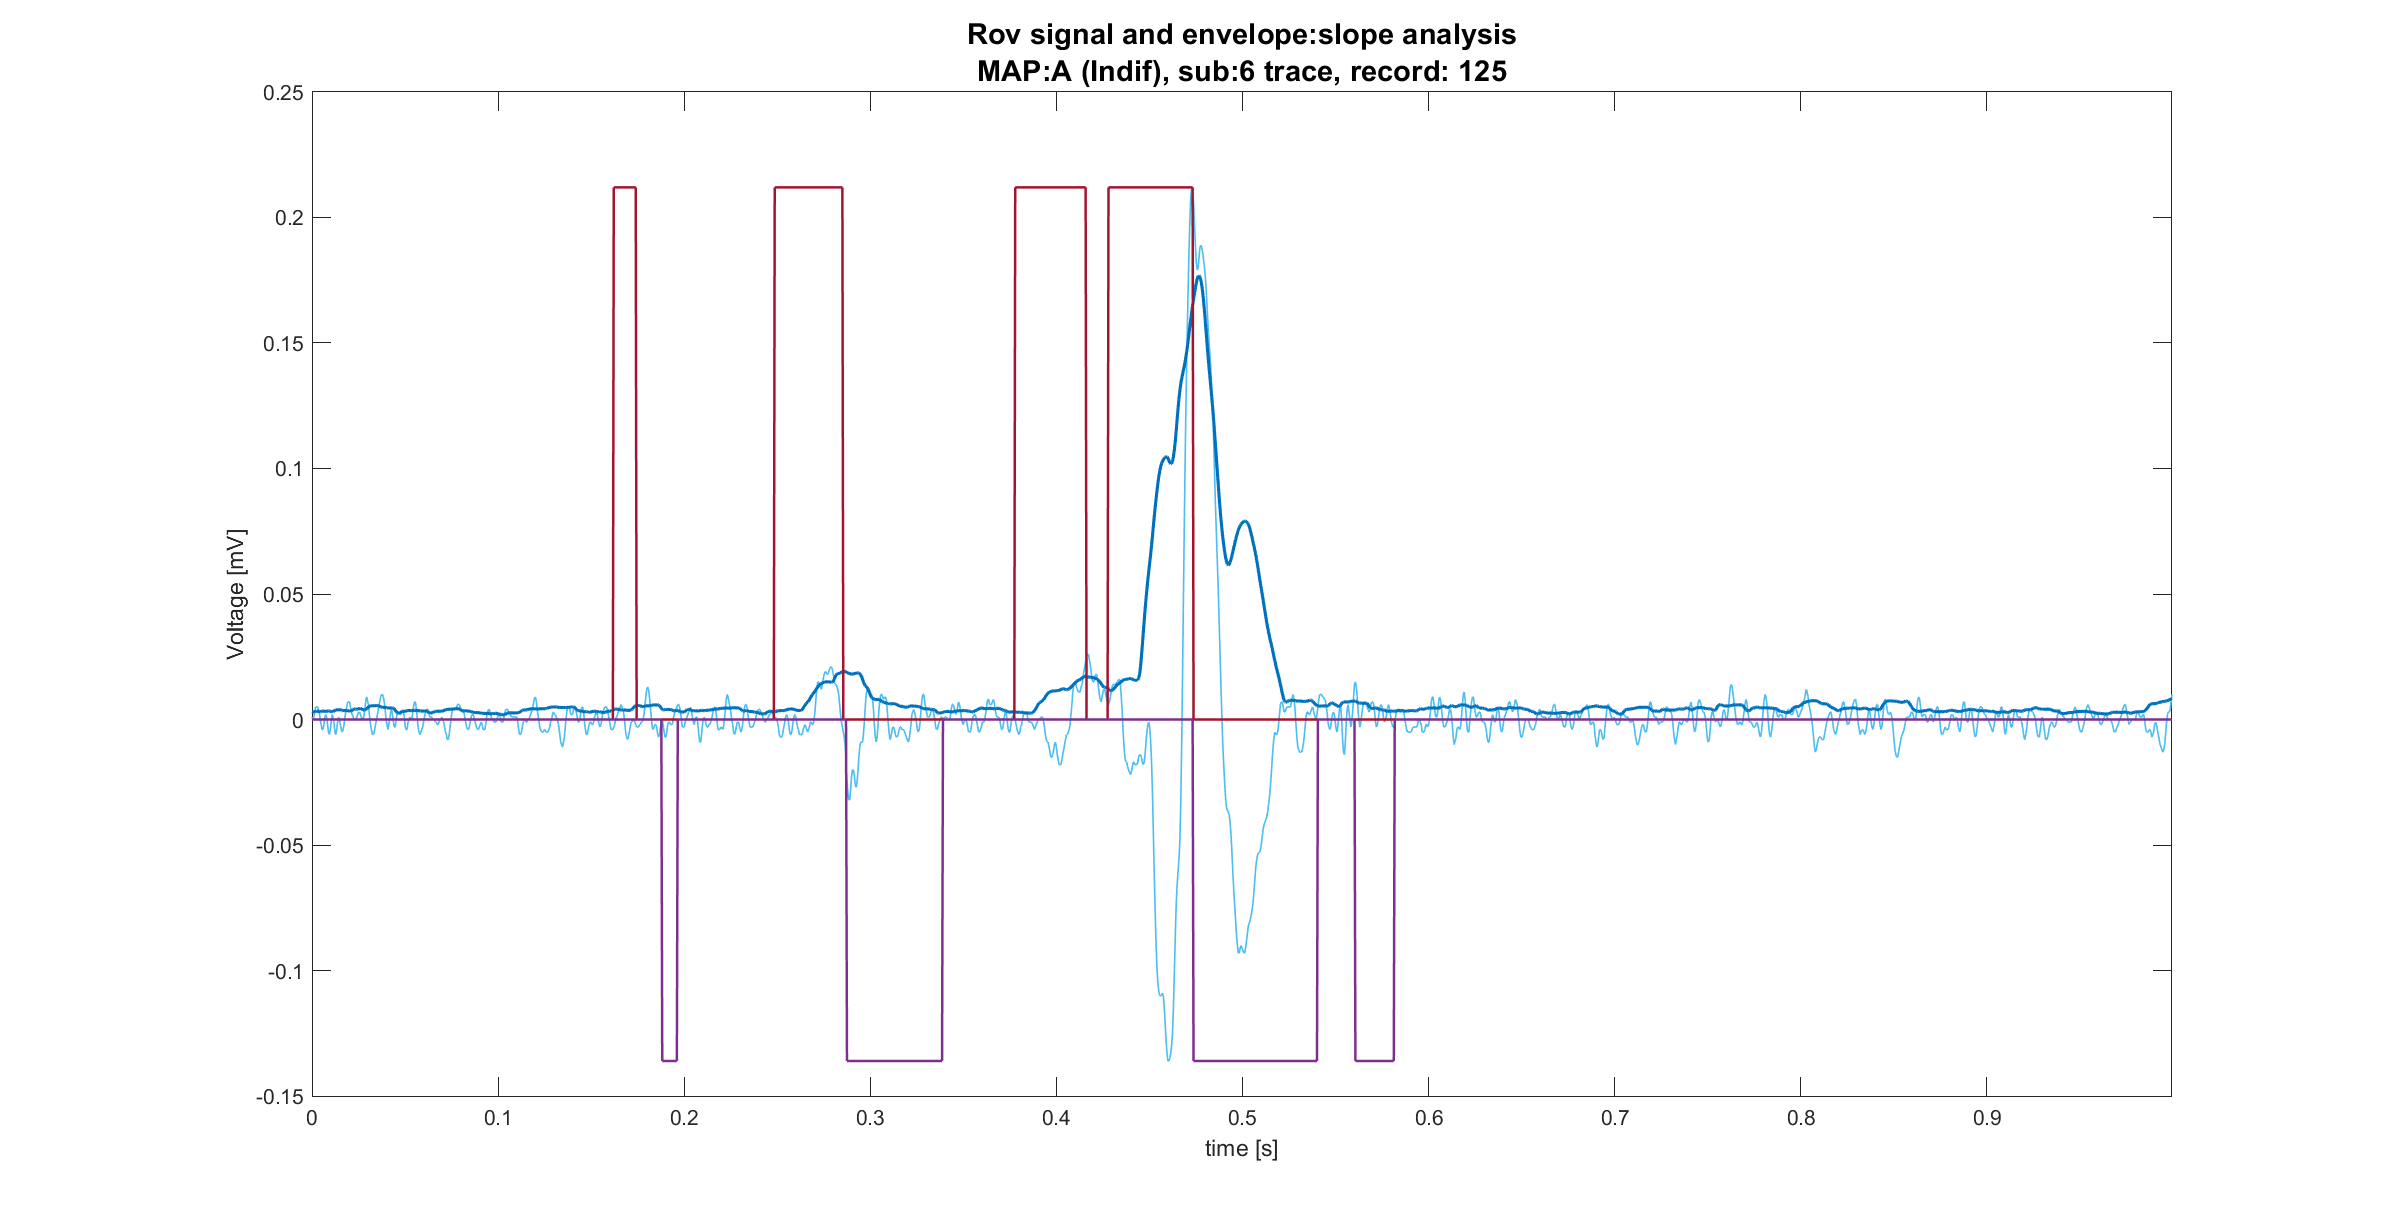 Rov signal and envelope:slope analysis
MAP:A (Indif), sub:6 trace, record: 125
0.25
0.2
0.15
0.1
0.05
0
-0.05
-0.1
-0.15
Voltage [mV]
0 0.1 0.2 0.3 0.4 0.5 0.6 0.7 0.8 0.9
time [s]